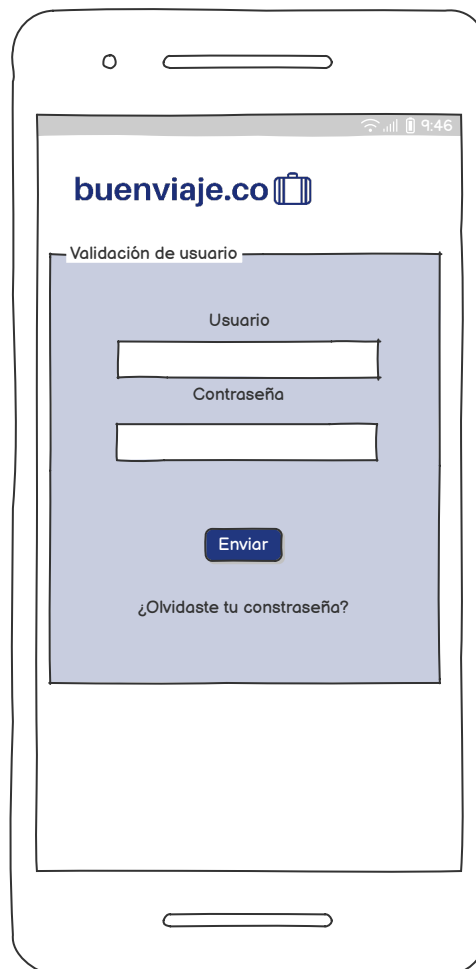 9:46
buenviaje.co
Validación de usuario
Usuario
Contraseña
Enviar
¿Olvidaste tu constraseña?